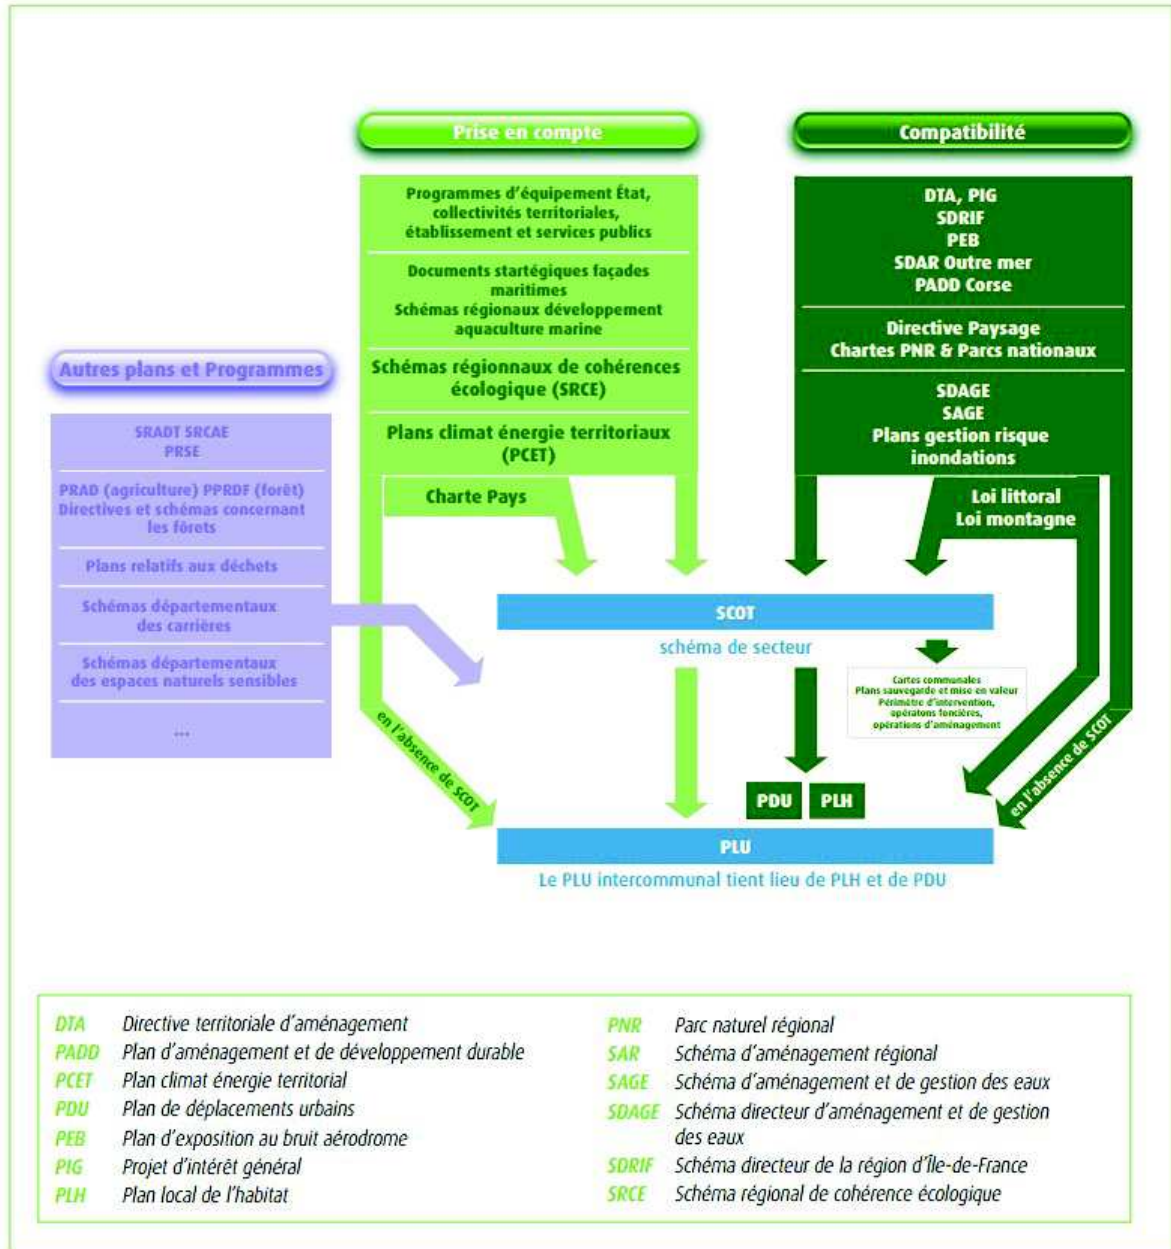 Prise en compte
Programmes d'équipement État,
collectivités territoriales,
établissement et services publics
Documents startégiques façades
maritimes
Schémas régionaux développement
aquaculture marine
Schémas régionnaux de cohérences
écologique (SRCE)
Plans climat énergie territoriaux
(PCET)
Charte Pays
Compatibilité
DTA, PIG
SDRIF
PEB
SDAR Outre mer
PADD Corse
Directive Paysage
Chartes PNR & Parcs nationaux
SDAGE
SAGE
Plans gestion risque
inondations
Loi littoral
Loi montagne
Autres plans et Programmes
SRADT SRCAE
PRSE
PRAD (agriculture) PPRDF (forêt)
Directives et schémas concernant
les fôrets
Plans relatifs aux déchets
Schémas départementaux
des carrières
Schémas départementaux
des espaces naturels sensibles
...
SCOT
schéma de secteur
Cartes communales
Plans sauvegarde et mise en valeur
Périmètre d'intervention,
opératons foncières,
opérations d'aménagement
en l'absence de SCOT
en l'absence de SCOT
PDU
PLH
PLU
Le PLU intercommunal tient lieu de PLH et de PDU
DTA Directive territoriale d'aménagement
PADD Plan d'aménagement et de développement durable
PCET Plan climat énergie territorial
PDU Plan de déplacements urbains
PEB Plan d'exposition au bruit aérodrome
PIG Projet d'intérêt général
PLH Plan local de l'habitat
PNR Parc naturel régional
SAR Schéma d'aménagement régional
SAGE Schéma d'aménagement et de gestion des eaux
SDAGE Schéma directeur d'aménagement et de gestion
des eaux
SDRIF Schéma directeur de la région d'Île-de-France
SRCE Schéma régional de cohérence écologique